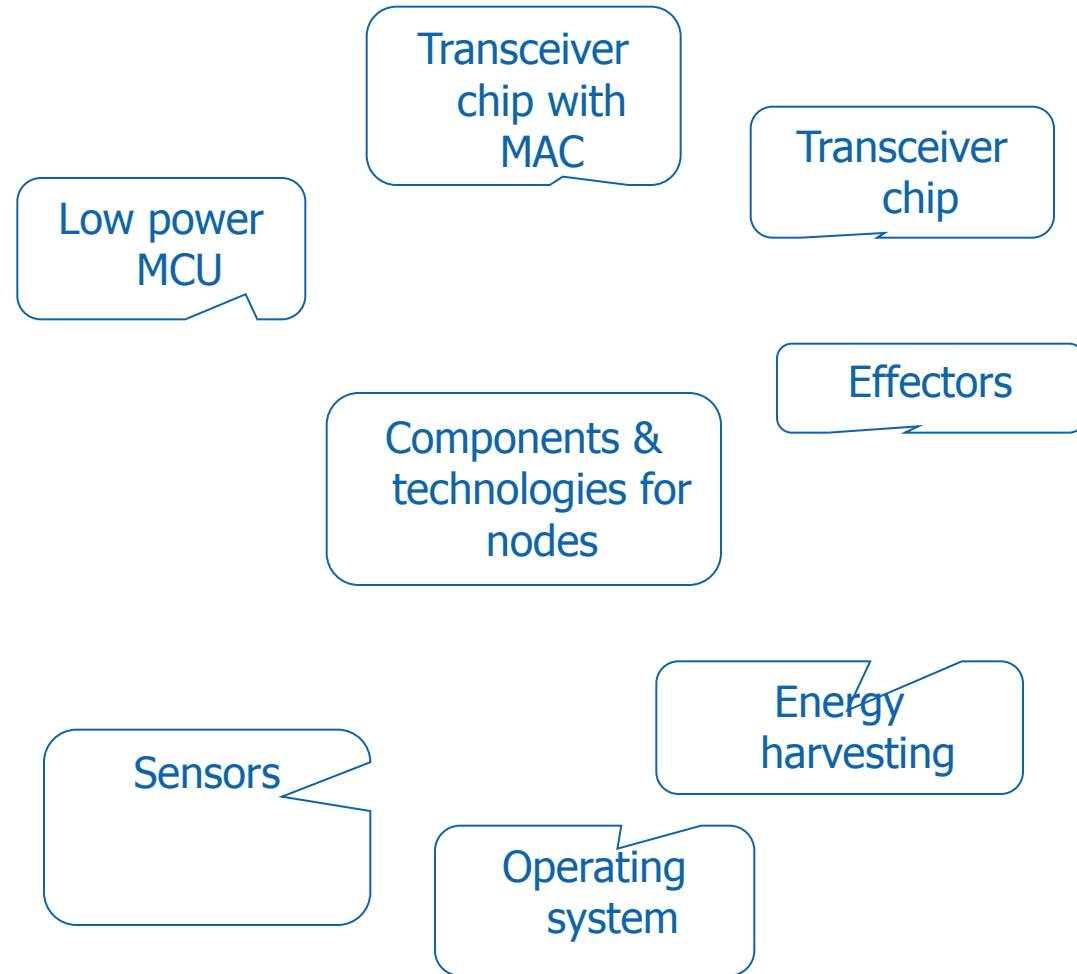 Transceiver
chip with
MAC
Transceiver
chip
Low power
MCU
Effectors
Components &
technologies for
nodes
Energy
harvesting
Sensors
Operating
system